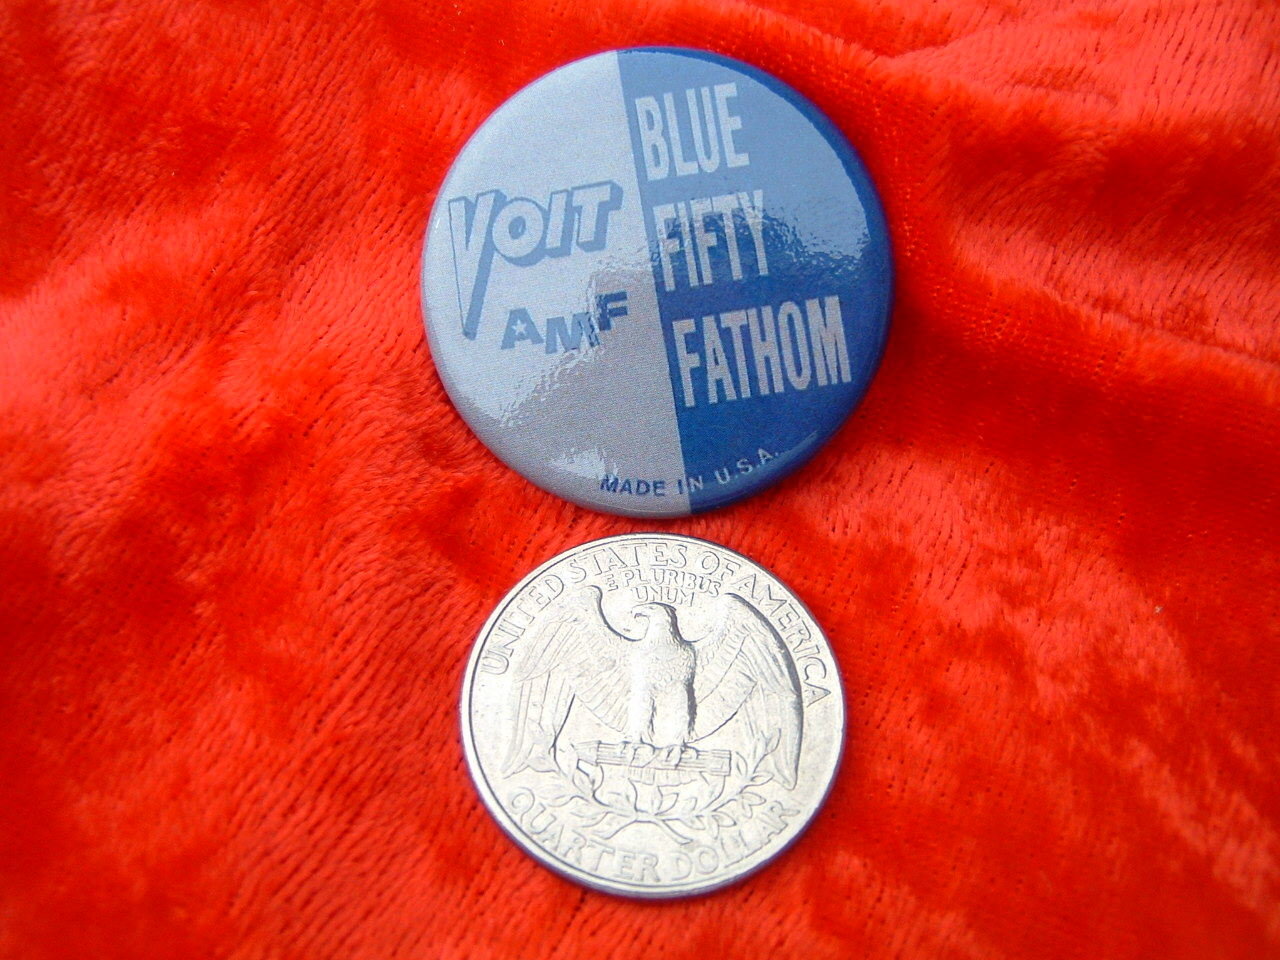 VOIT
AMF
BLUE
FIFTY
FATHOM
MADE IN U.S.A.
UNITED STATES OF AMERICA
E PLURIBUS
UNUM
QUARTER DOLLAR